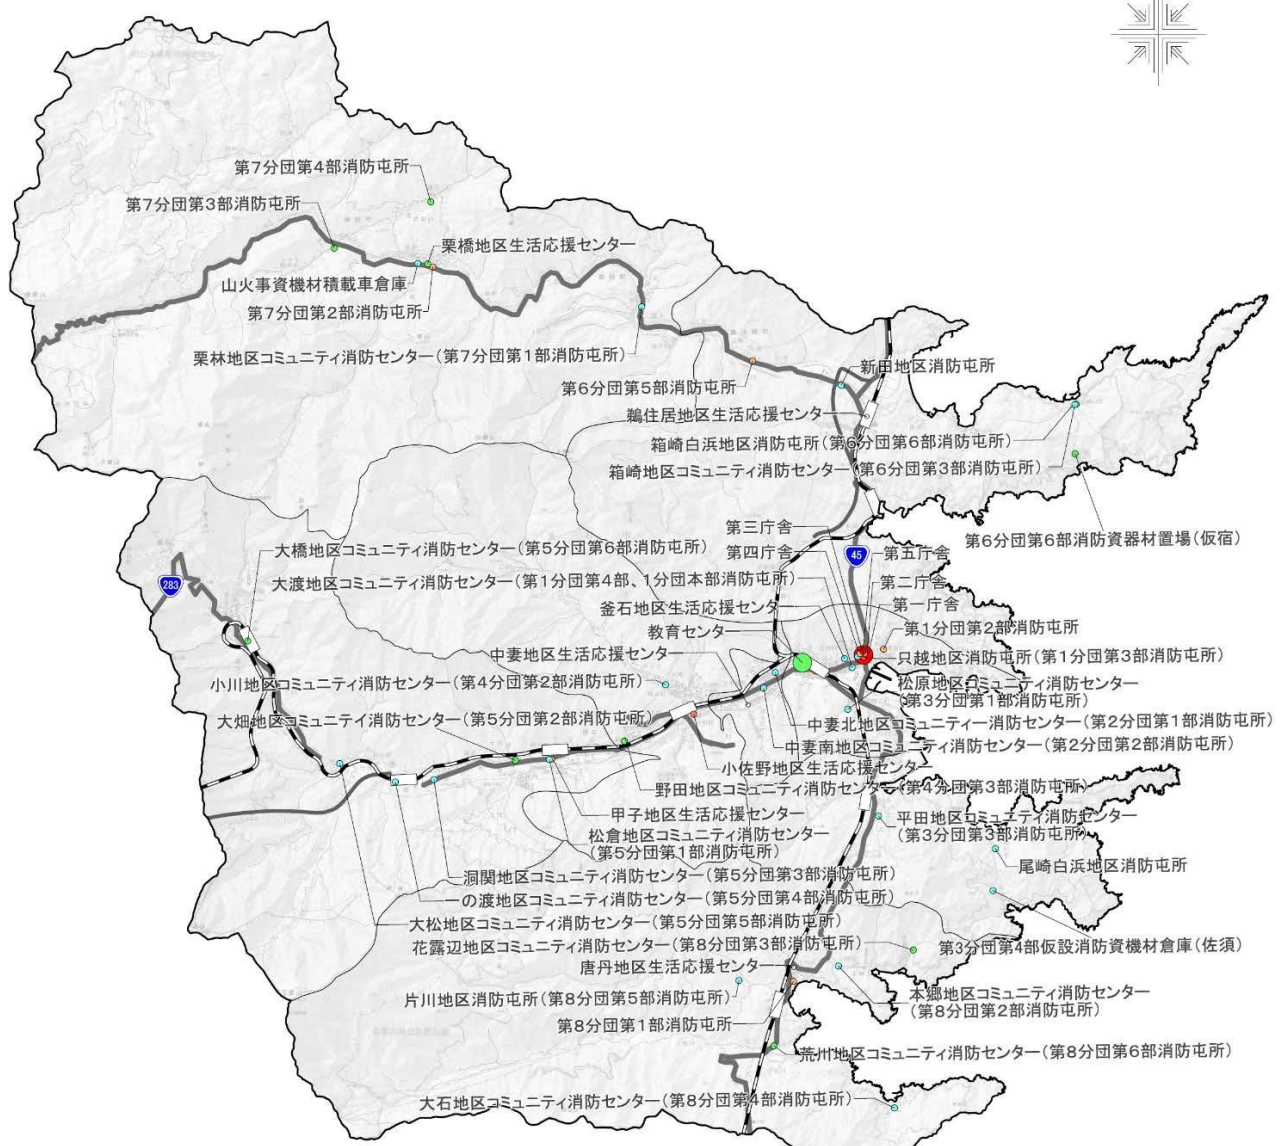 第7分団第4部消防屯所
第7分団第3部消防屯所
栗橋地区生活応援センター
山火事資機材積載車倉庫
第7分団第2部消防屯所
栗林地区コミュニティ消防センター(第7分団第1部消防屯所)
新田地区消防屯所
第6分団第5部消防屯所
鵜住居地区生活応援センター
箱崎白浜地区消防屯所(第6分団第6部消防屯所)
箱崎地区コミュニティ消防センター(第6分団第3部消防屯所)
第三庁舎
第6分団第6部消防資器材置場(仮宿)
大橋地区コミュニティ消防センター(第5分団第6部消防屯所)
第四庁舎
45
第五庁舎
283
大渡地区コミュニティ消防センター(第1分団第4部、1分団本部消防屯所)
第二庁舎
釜石地区生活応援センター
第一庁舎
教育センター
第1分団第2部消防屯所
中妻地区生活応援センター
只越地区消防屯所(第1分団第3部消防屯所)
小川地区コミュニティ消防センター(第4分団第2部消防屯所)
松原地区コミュニティ消防センター
(第3分団第1部消防屯所)
大畑地区コミュニテイ消防センター(第5分団第2部消防屯所)
中妻北地区コミュニティー消防センター(第2分団第1部消防屯所)
中妻南地区コミュニティ消防センター(第2分団第2部消防屯所)
小佐野地区生活応援センター
野田地区コミュニティ消防センター(第4分団第3部消防屯所)
甲子地区生活応援センター
平田地区コミュニティ消防センター
(第3分団第3部消防屯所)
松倉地区コミュニティ消防センター
(第5分団第1部消防屯所)
尾崎白浜地区消防屯所
洞関地区コミュニティ消防センター(第5分団第3部消防屯所)
一の渡地区コミュニティ消防センター(第5分団第4部消防屯所)
大松地区コミュニティ消防センター(第5分団第5部消防屯所)
花露辺地区コミュニティ消防センター(第8分団第3部消防屯所)
第3分団第4部仮設消防資機材倉庫(佐須)
唐丹地区生活応援センター
片川地区消防屯所(第8分団第5部消防屯所)
本郷地区コミュニティ消防センター
(第8分団第2部消防屯所)
第8分団第1部消防屯所
荒川地区コミュニティ消防センター(第8分団第6部消防屯所)
大石地区コミュニティ消防センター(第8分団第4部消防屯所)